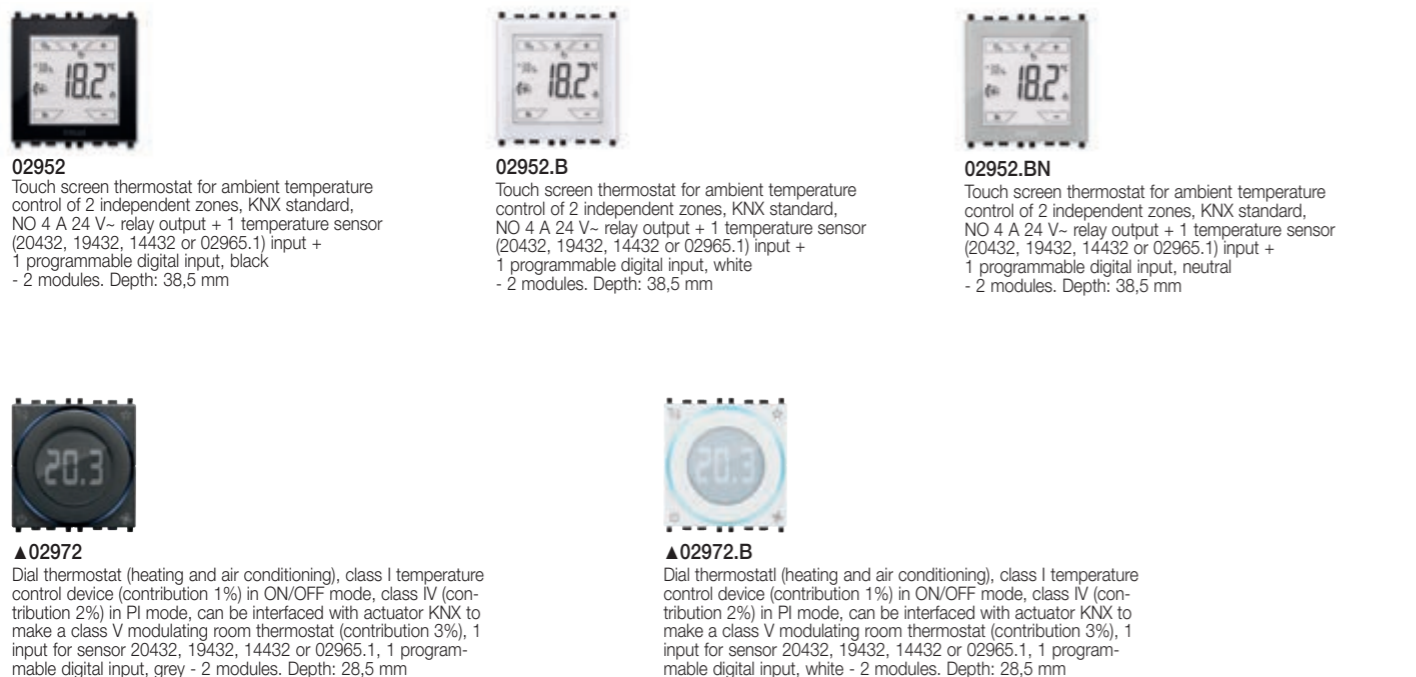 18.2
02952
Touch screen thermostat for ambient temperature
control of 2 independent zones, KNX standard,
NO 4 A 24 V~ relay output + 1 temperature sensor
(20432, 19432, 14432 or 02965.1) input +
1 programmable digital input, black
- 2 modules. Depth: 38,5 mm
18.2
02952.B
Touch screen thermostat for ambient temperature
control of 2 independent zones, KNX standard,
NO 4 A 24 V~ relay output + 1 temperature sensor
(20432, 19432, 14432 or 02965.1) input +
1 programmable digital input, white
- 2 modules. Depth: 38,5 mm
18.2
02952.BN
Touch screen thermostat for ambient temperature
control of 2 independent zones, KNX standard,
NO 4 A 24 V~ relay output + 1 temperature sensor
(20432, 19432, 14432 or 02965.1) input +
1 programmable digital input, neutral
- 2 modules. Depth: 38,5 mm
20.3
▲02972
Dial thermostat (heating and air conditioning), class I temperature
control device (contribution 1%) in ON/OFF mode, class IV (con-
tribution 2%) in PI mode, can be interfaced with actuator KNX to
make a class V modulating room thermostat (contribution 3%), 1
input for sensor 20432, 19432, 14432 or 02965.1, 1 program-
mable digital input, grey - 2 modules. Depth: 28,5 mm
20.3
▲02972.B
Dial thermostatl (heating and air conditioning), class I temperature
control device (contribution 1%) in ON/OFF mode, class IV (con-
tribution 2%) in PI mode, can be interfaced with actuator KNX to
make a class V modulating room thermostat (contribution 3%), 1
input for sensor 20432, 19432, 14432 or 02965.1, 1 program-
mable digital input, white - 2 modules. Depth: 28,5 mm